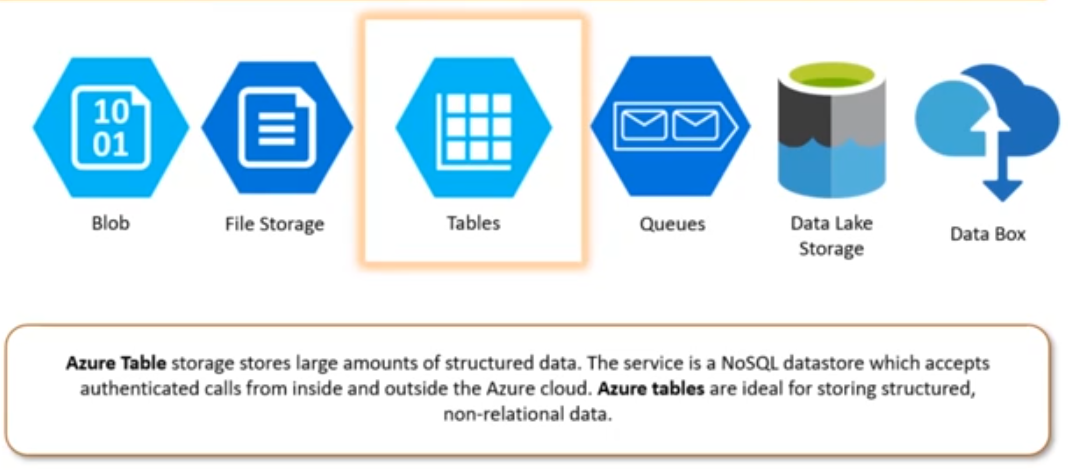 10
01
Blob
File Storage
Tables
Queues
Data Lake
Storage
Data Box
Azure Table storage stores large amounts of structured data. The service is a NoSQL datastore which accepts
authenticated calls from inside and outside the Azure cloud. Azure tables are ideal for storing structured,
non-relational data.